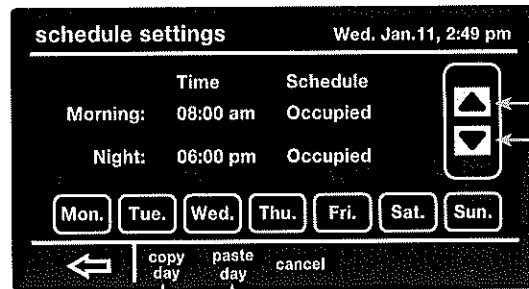 schedule settings Wed. Jan.11, 2:49 pm
Time Schedule
Morning: 08:00 am Occupied
Night: 06:00 pm Occupied
Mon. Tue. Wed. Thu. Fri. Sat. Sun.
copy day paste day cancel